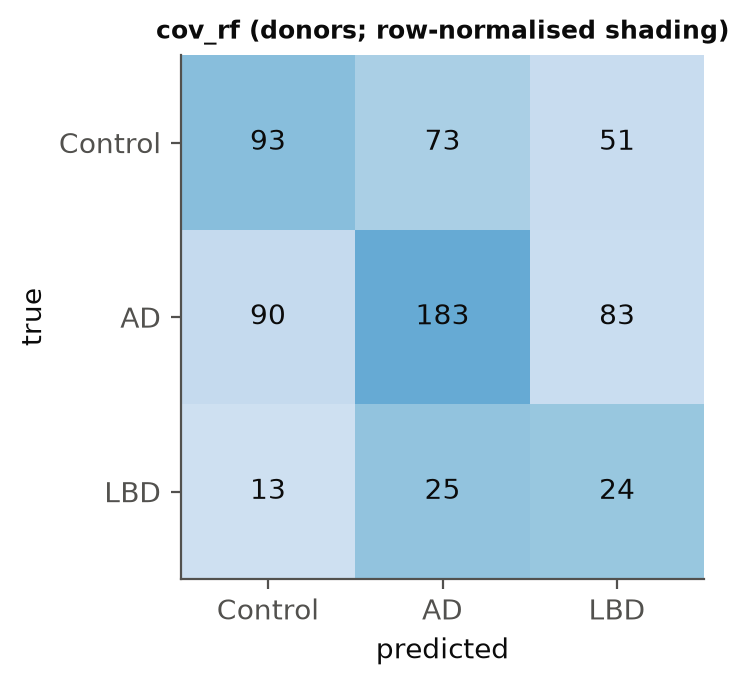 cov_rf (donors; row-normalised shading)
Control 93 73 51
true
AD 90 183 83
LBD 13 25 24
Control AD LBD
predicted